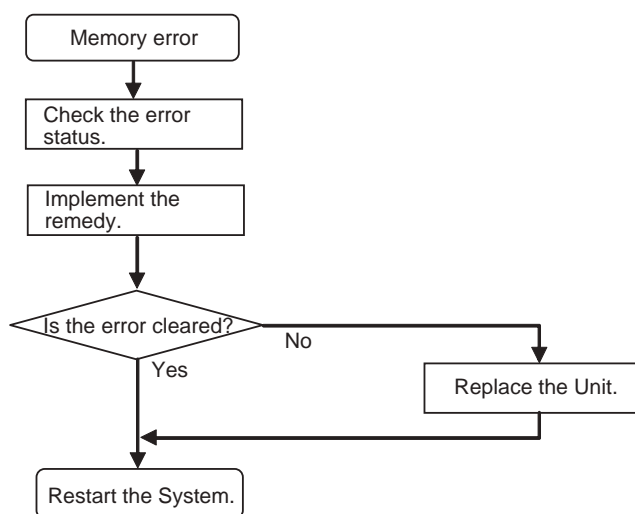 Memory error
Check the error
status.
Implement the
remedy.
Is the error cleared?
No
Yes
Replace the Unit.
Restart the System.